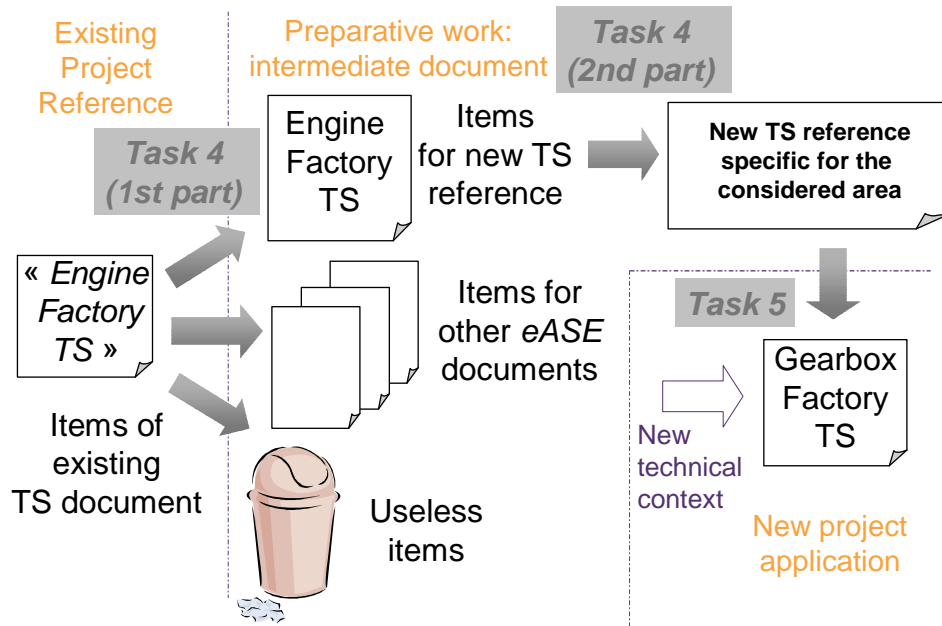 Existing
Project
Reference
Preparative work:
intermediate document
Task 4
(2nd part)
Task 4
(1st part)
Engine
Factory
TS
Items
for new TS
reference
New TS reference
specific for the
considered area
« Engine
Factory
TS »
Items for
other eASE
documents
Task 5
Gearbox
Factory
TS
New
technical
context
Items of
existing
TS document
Useless
items
New project
application